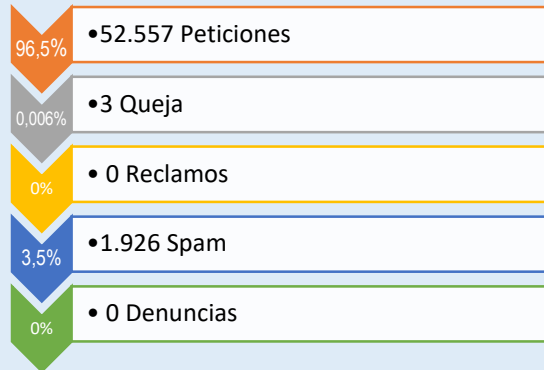 96,5%
•52.557 Peticiones
0,006%
•3 Queja
0%
• 0 Reclamos
3,5%
•1.926 Spam
0%
• 0 Denuncias